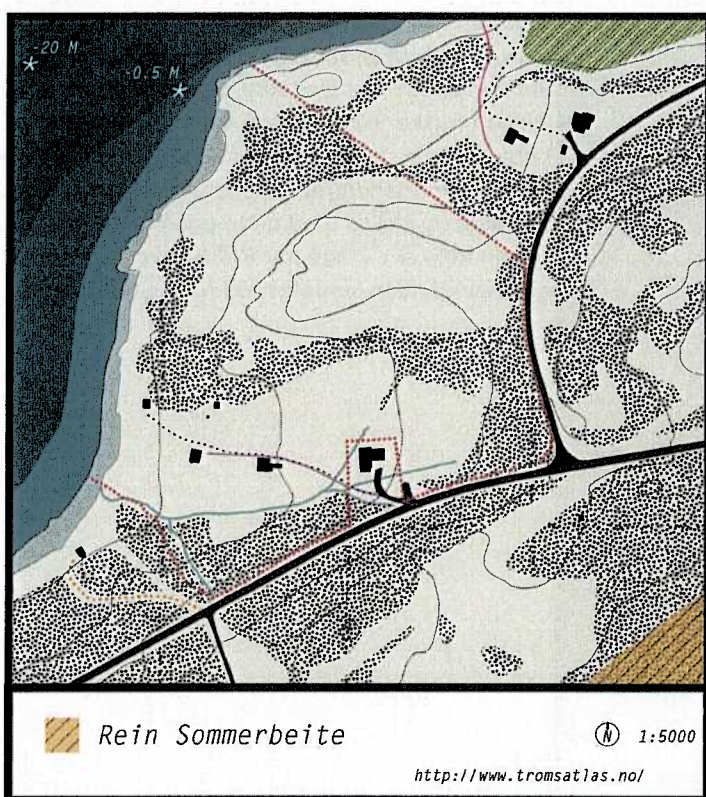 -20 M
-0.5 M
Rein Sommerbeite
N 1:5000
http://www.tromsatlas.no/